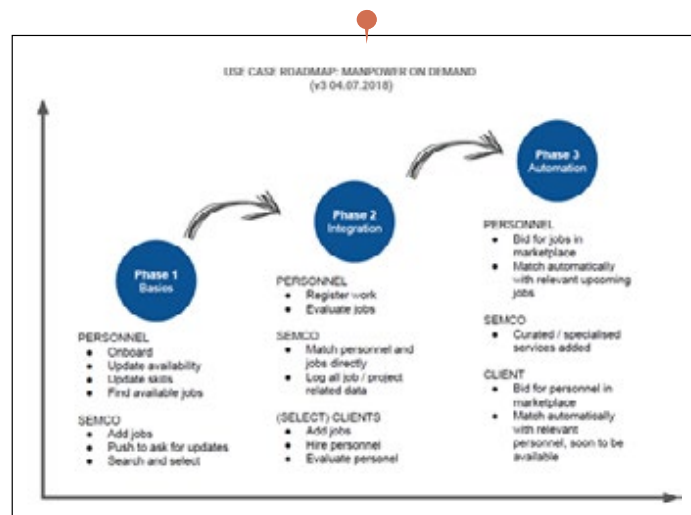 USE CASE ROADMAP: MANPOWER ON DEMAND
(v3 04.07.2018)
Phase 1
Basics
PERSONNEL
Onboard
Update availability
Update skills
Find available jobs
SEMCO
Add jobs
Push to ask for updates
Search and select
Phase 2
Integration
PERSONNEL
Register work
Evaluate jobs
SEMCO
Match personnel and
jobs directly
Log all job / project
related data
(SELECT) CLIENTS
Add jobs
Hire personnel
Evaluate personel
Phase 3
Automation
PERSONNEL
Bid for jobs in
marketplace
Match automatically
with relevant upcoming
jobs
SEMCO
Curated / specialised
services added
CLIENT
Bid for personnel in
marketplace
Match automatically
with relevant
personnel, soon to be
available